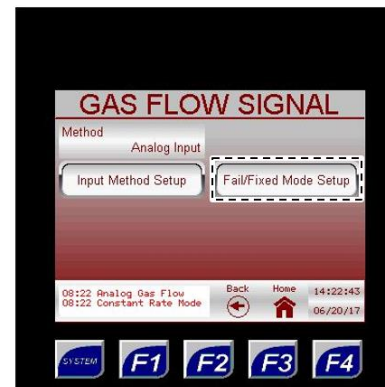 GAS FLOW SIGNAL
Method
Analog Input
Input Method Setup
Fail/Fixed Mode Setup
08:22 Analog Gas Flow
08:22 Constant Rate Mode
Back
Home
14:22:43
06/20/17
SYSTEM
F1
F2
F3
F4